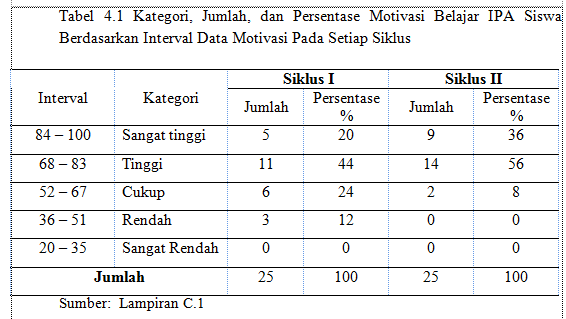 Tabel 4.1 Kategori, Jumlah, dan Persentase Motivasi Belajar IPA Siswa
Berdasarkan Interval Data Motivasi Pada Setiap Siklus
Interval Kategori Siklus I Siklus II
Jumlah Persentase % Jumlah Persentase %
84 – 100 Sangat tinggi 5 20 9 36
68 – 83 Tinggi 11 44 14 56
52 – 67 Cukup 6 24 2 8
36 – 51 Rendah 3 12 0 0
20 – 35 Sangat Rendah 0 0 0 0
Jumlah 25 100 25 100
Sumber: Lampiran C.1